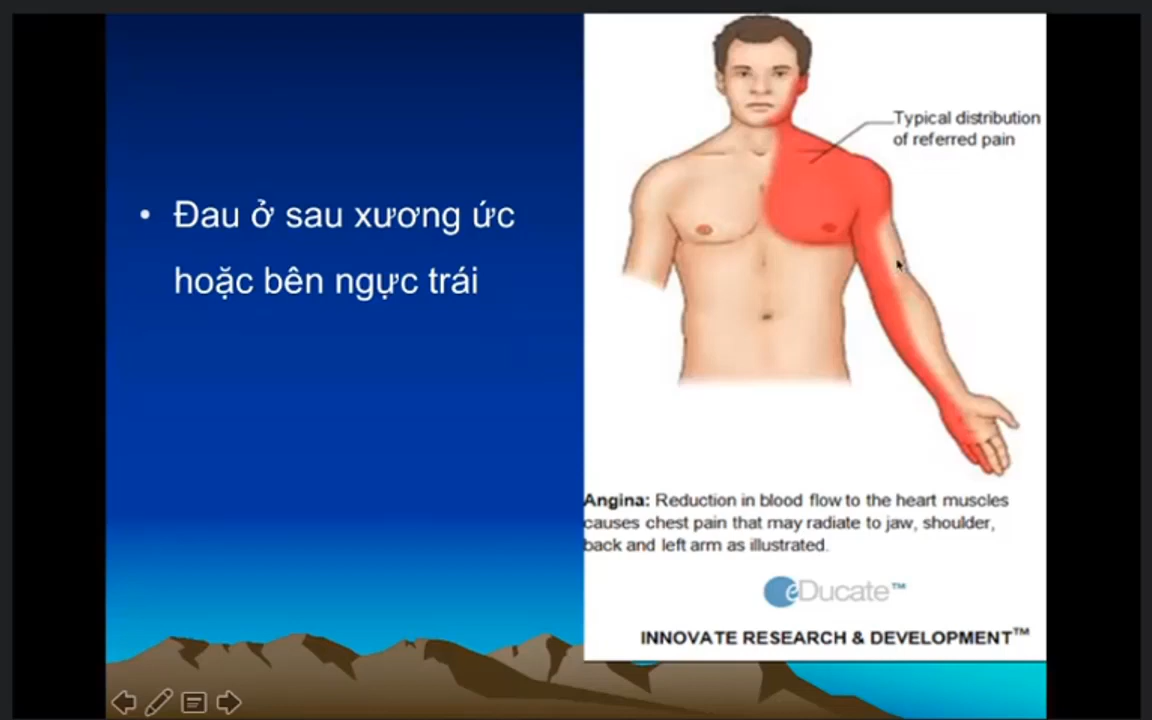 • Đau ở sau xương ức
hoặc bên ngực trái
Typical distribution
of referred pain
Angina: Reduction in blood flow to the heart muscles
causes chest pain that may radiate to jaw, shoulder,
back and left arm as illustrated.
eDucate™
INNOVATE RESEARCH & DEVELOPMENT™